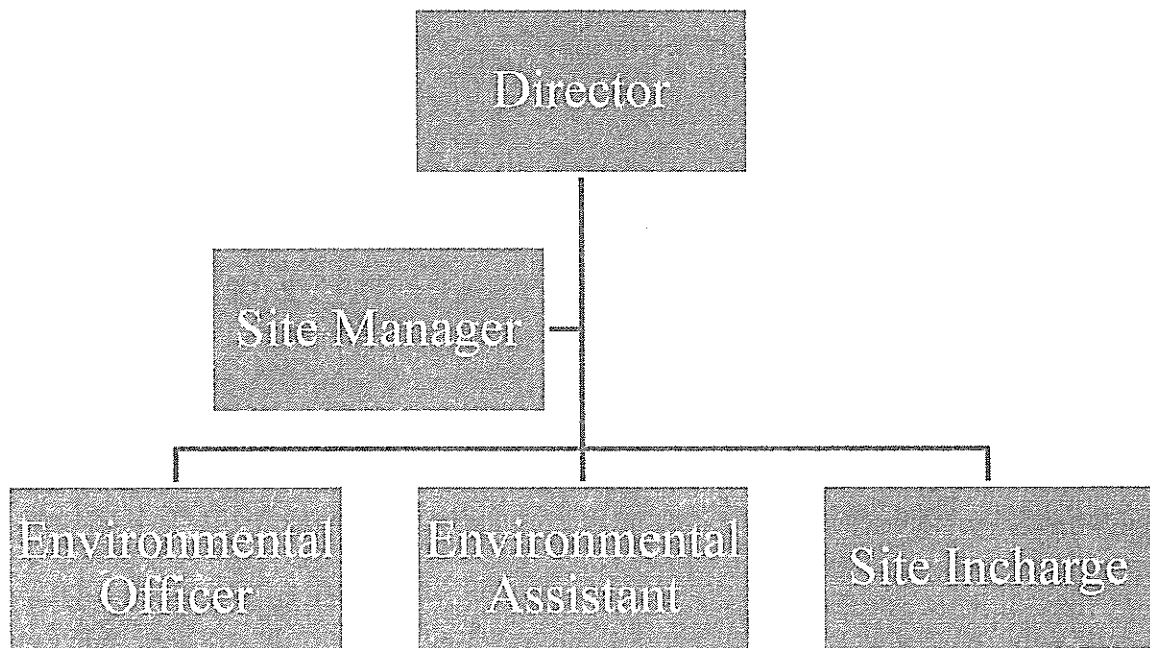 Director
Site Manager
Environmental
Officer
Environmental
Assistant
Site Incharge